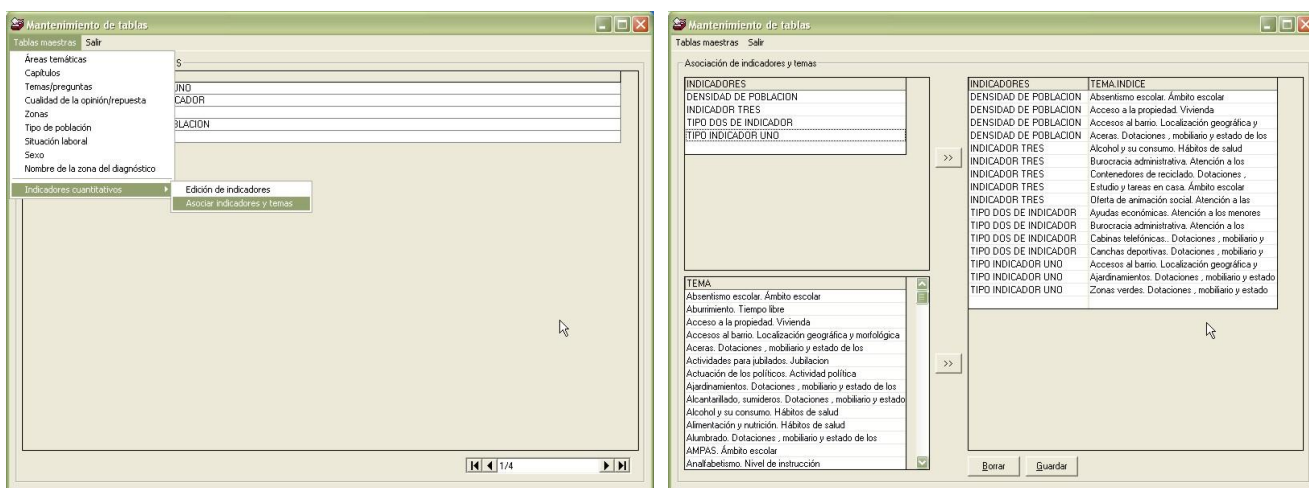 Mantenimiento de tablas
Tablas maestras Salir
Áreas temáticas
Capítulos
Temas/preguntas
Cualidad de la opinión/repuesta
Zonas
Tipo de población
Situación laboral
Sexo
Nombre de la zona del diagnóstico
Indicadores cuantitativos
Edición de indicadores
Asociar indicadores y temas
S
UNO
CADOR
BLACION
1/4
Mantenimiento de tablas
Tablas maestras Salir
Asociación de indicadores y temas
INDICADORES
DENSIDAD DE POBLACION
INDICADOR TRES
TIPO DOS DE INDICADOR
TIPO INDICADOR UNO
>>
TEMA
Absentismo escolar. Ámbito escolar
Aburrimiento. Tiempo libre
Acceso a la propiedad. Vivienda
Accesos al barrio. Localización geográfica y morfológica
Aceras. Dotaciones , mobiliario y estado de los
Actividades para jubilados. Jubilacion
Actuación de los políticos. Actividad política
Ajardinamientos. Dotaciones , mobiliario y estado de los
Alcantarillado, sumideros. Dotaciones , mobiliario y estado
Alcohol y su consumo. Hábitos de salud
Alimentación y nutrición. Hábitos de salud
Alumbrado. Dotaciones , mobiliario y estado de los
AMPAS. Ámbito escolar
Analfabetismo. Nivel de instrucción
>>
INDICADORES TEMA.INDICE
DENSIDAD DE POBLACION Absentismo escolar. Ámbito escolar
DENSIDAD DE POBLACION Acceso a la propiedad. Vivienda
DENSIDAD DE POBLACION Accesos al barrio. Localización geográfica y
DENSIDAD DE POBLACION Aceras. Dotaciones , mobiliario y estado de los
INDICADOR TRES Alcohol y su consumo. Hábitos de salud
INDICADOR TRES Burocracia administrativa. Atención a los
INDICADOR TRES Contenedores de reciclado. Dotaciones ,
INDICADOR TRES Estudio y tareas en casa. Ámbito escolar
INDICADOR TRES Oferta de animación social. Atención a las
TIPO DOS DE INDICADOR Ayudas económicas. Atención a los menores
TIPO DOS DE INDICADOR Burocracia administrativa. Atención a los
TIPO DOS DE INDICADOR Cabinas telefónicas.. Dotaciones , mobiliario y
TIPO DOS DE INDICADOR Canchas deportivas. Dotaciones , mobiliario y
TIPO INDICADOR UNO Accesos al barrio. Localización geográfica y
TIPO INDICADOR UNO Ajardinamientos. Dotaciones , mobiliario y estado
TIPO INDICADOR UNO Zonas verdes. Dotaciones , mobiliario y estado
Borrar Guardar